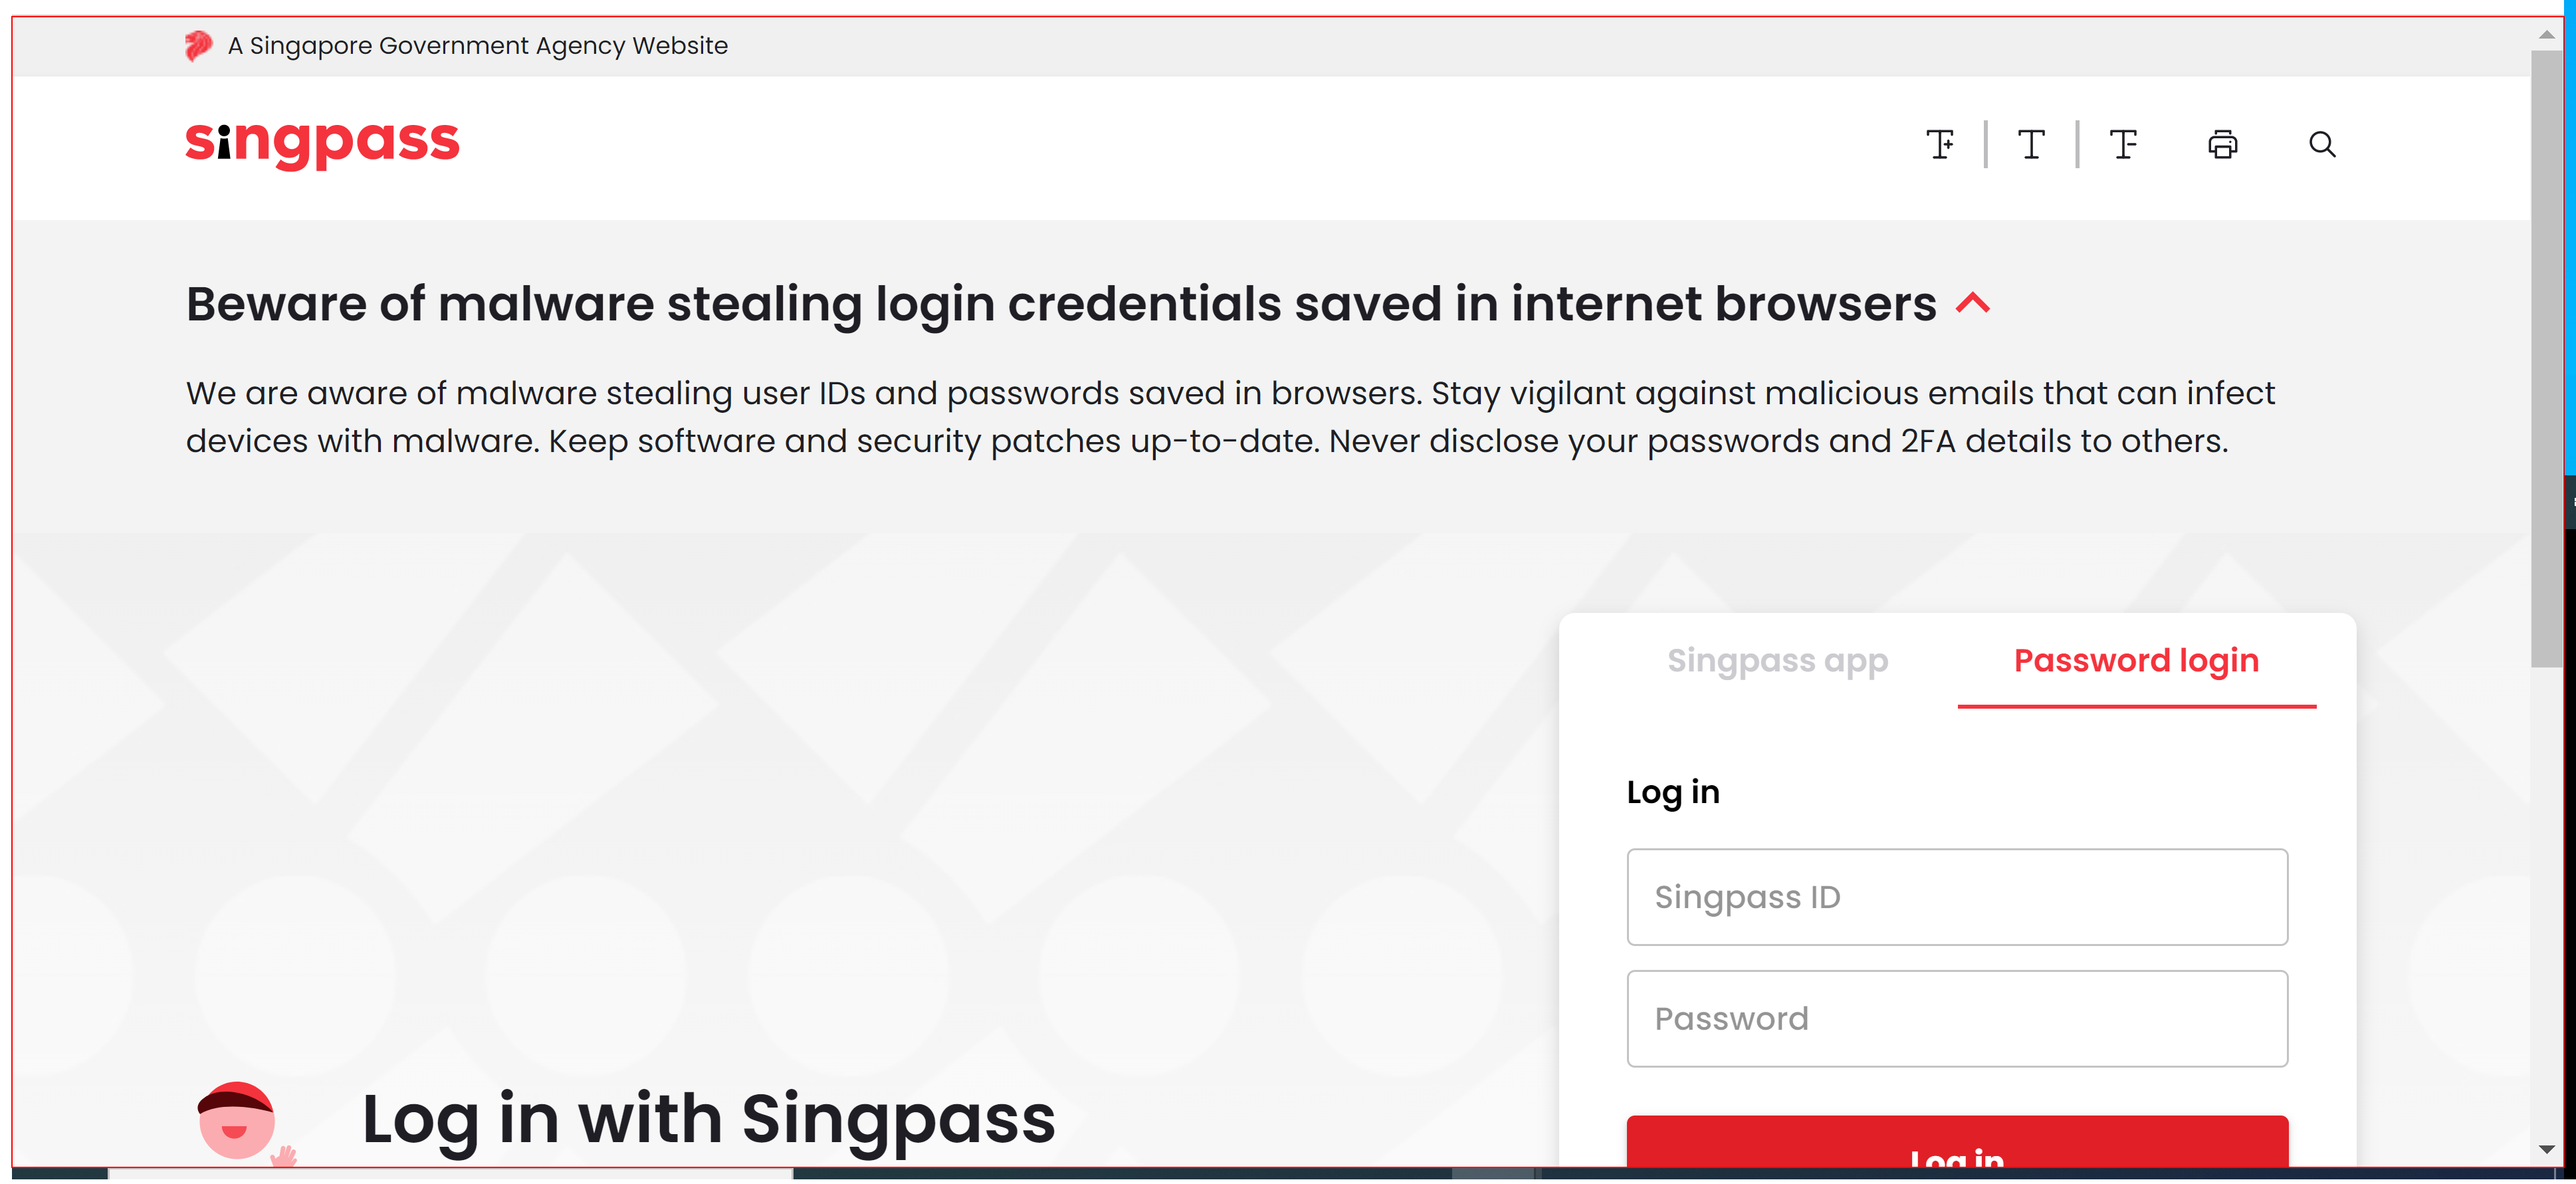 A Singapore Government Agency Website
singpass
Beware of malware stealing login credentials saved in internet browsers
We are aware of malware stealing user IDs and passwords saved in browsers. Stay vigilant against malicious emails that can infect
devices with malware. Keep software and security patches up-to-date. Never disclose your passwords and 2FA details to others.
Singpass app
Password login
Log in
Singpass ID
Password
Log in with Singpass
Log in